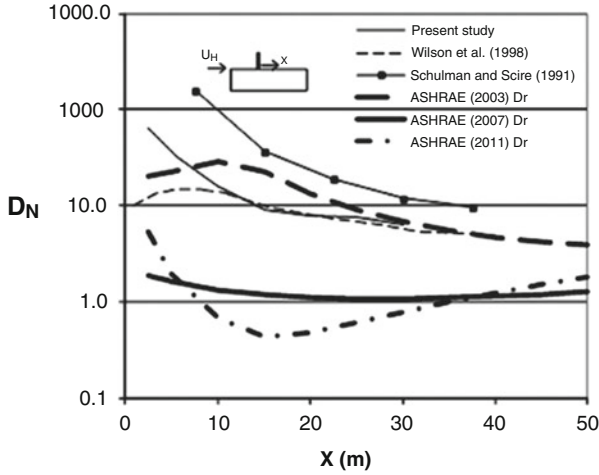 Present study
Wilson et al. (1998)
Schulman and Scire (1991)
ASHRAE (2003) Dr
ASHRAE (2007) Dr
ASHRAE (2011) Dr
UH
x
1000.0
1000
10.0
1.0
0.1
DN
0
10
20
30
40
50
X (m)